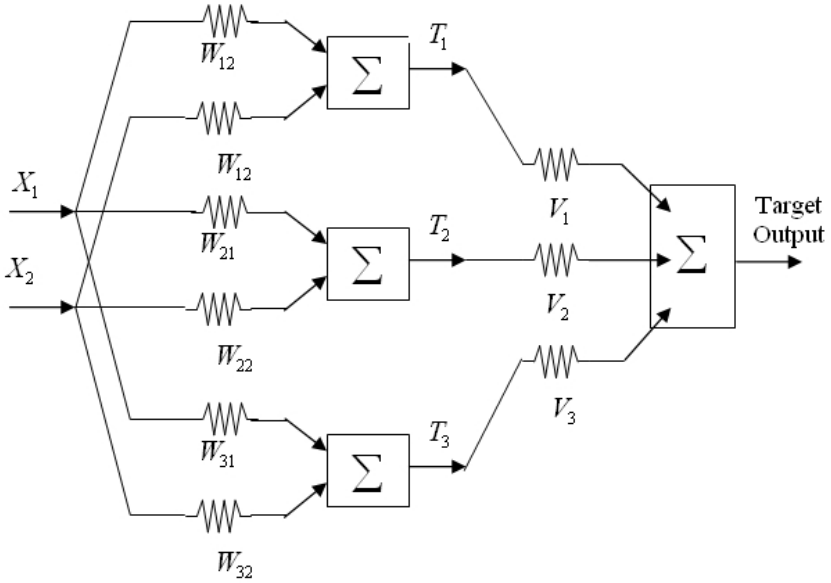 W12
Σ
T1
W12
X1
V1
W21
T2
Σ
Target
Output
X2
Σ
V2
W22
W31
T3
V3
Σ
W32